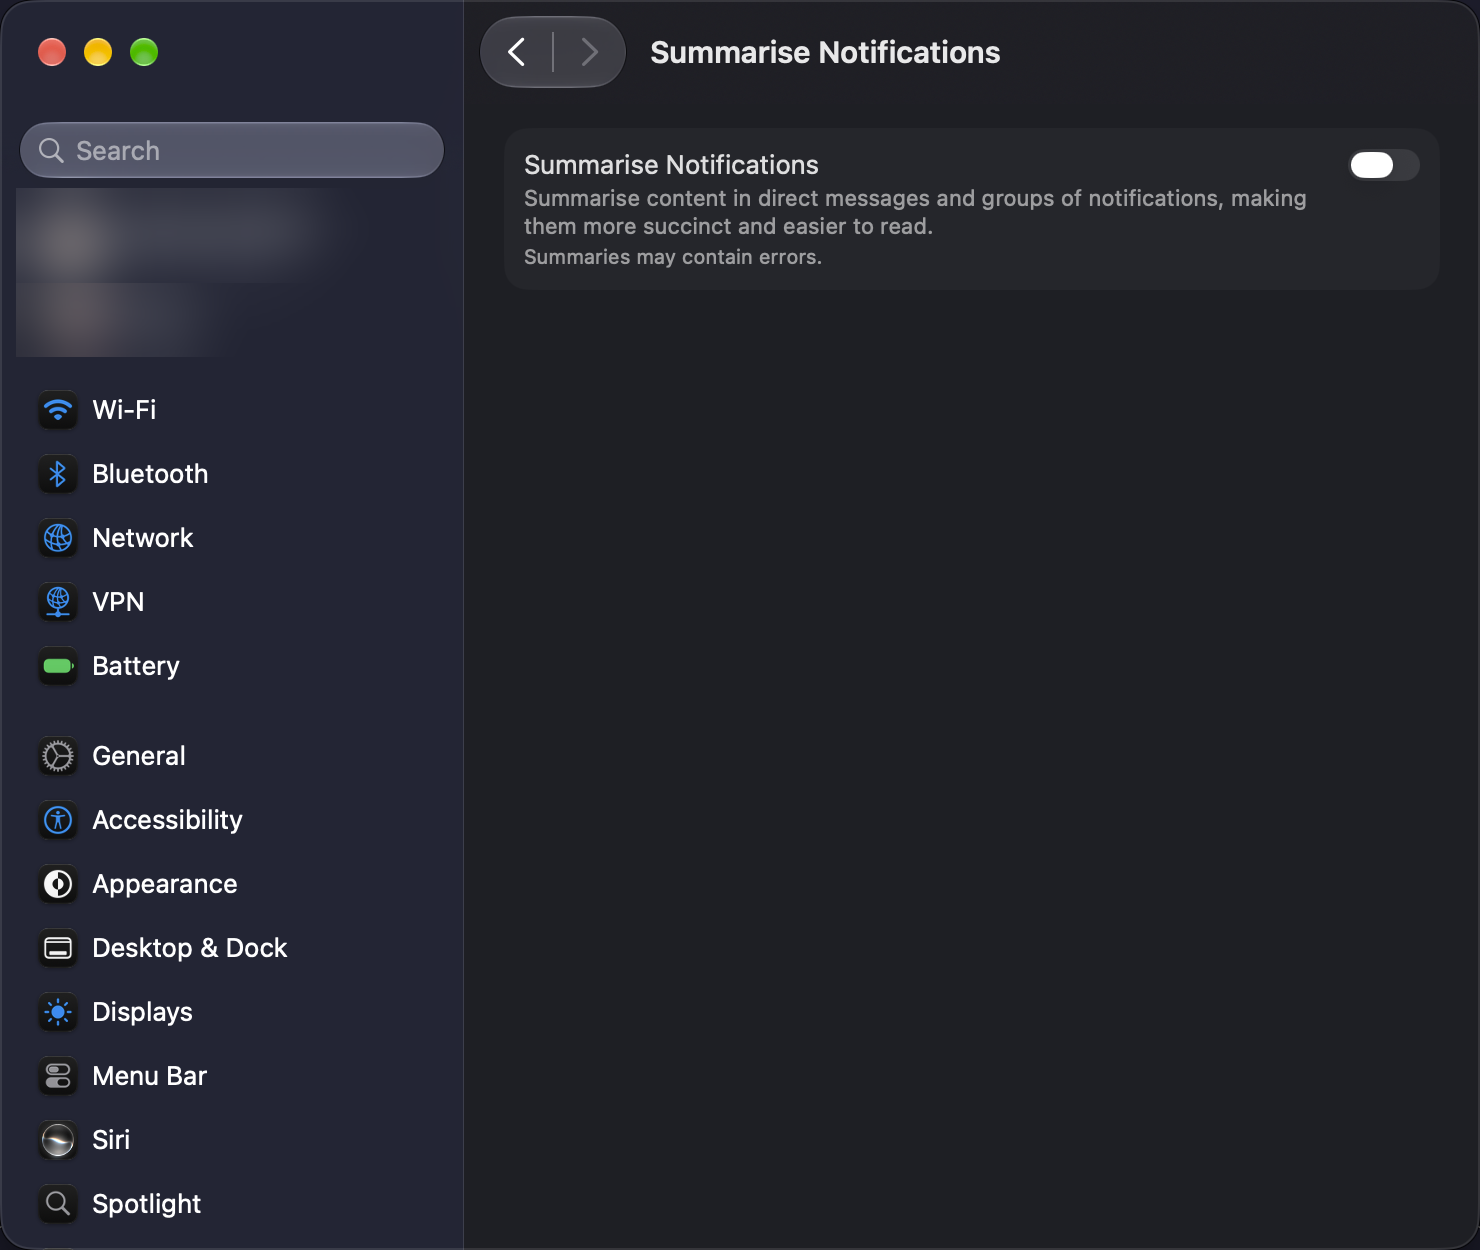 Summarise Notifications
Search
Wi-Fi
Bluetooth
Network
VPN
Battery
General
Accessibility
Appearance
Desktop & Dock
Displays
Menu Bar
Siri
Spotlight
Summarise Notifications
Summarise content in direct messages and groups of notifications, making
them more succinct and easier to read.
Summaries may contain errors.